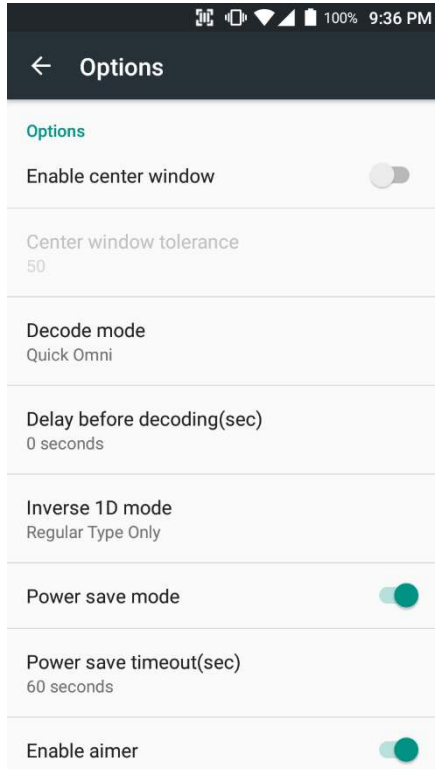 100% 9:36 PM
Options
Options
Enable center window
Center window tolerance
50
Decode mode
Quick Omni
Delay before decoding(sec)
0 seconds
Inverse 1D mode
Regular Type Only
Power save mode
Power save timeout(sec)
60 seconds
Enable aimer